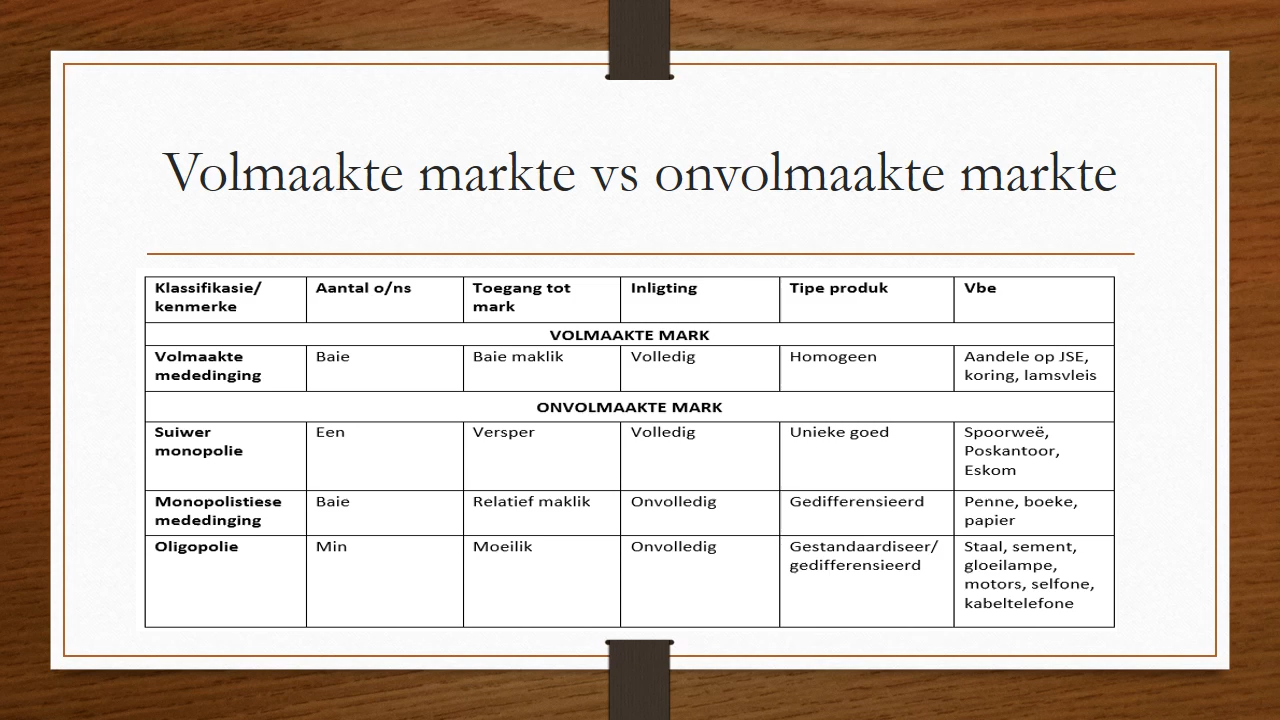 Volmaakte markte vs onvolmaakte markte
Klassifikasie/ kenmerke Aantal o/ns Toegang tot mark Inligting Tipe produk Vbe
VOLMAAKTE MARK
Volmaakte mededinging Baie Baie maklik Volledig Homogeen Aandele op JSE, koring, lamsvleis
ONVOLMAAKTE MARK
Suiwer monopolie Een Versper Volledig Unieke goed Spoorweë, Poskantoor, Eskom
Monopolistiese mededinging Baie Relatief maklik Onvolledig Gedifferensieerd Penne, boeke, papier
Oligopolie Min Moeilik Onvolledig Gestandaardiseer/ gedifferensieerd Staal, sement, gloeilampe, motors, selfone, kabeltelefone